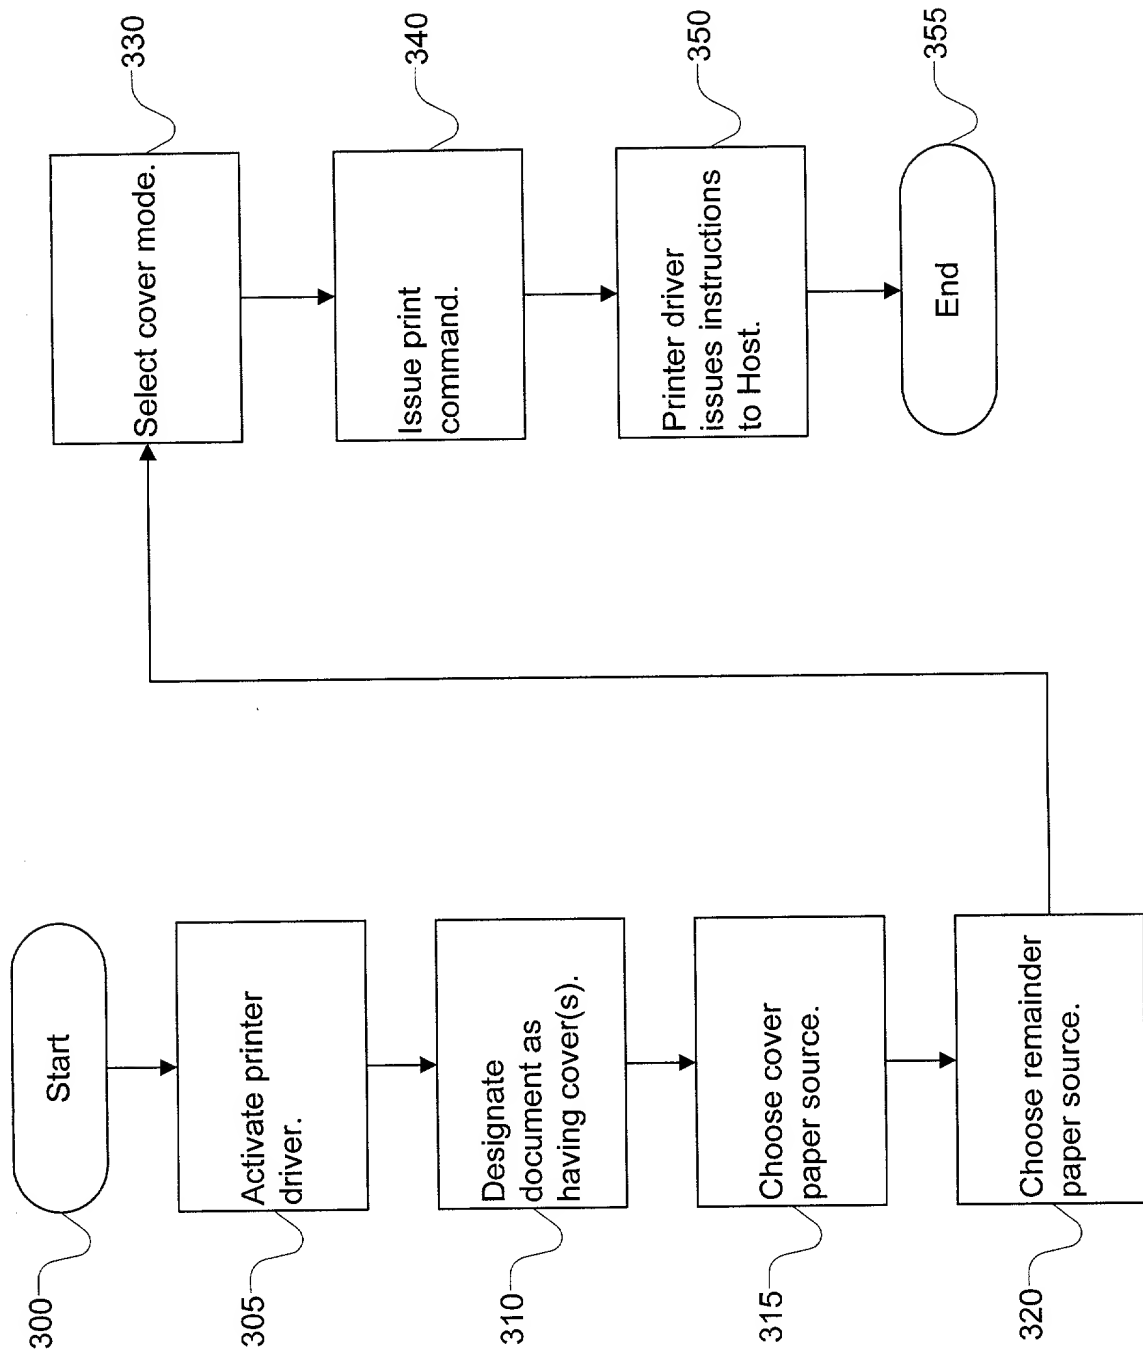 300
Start
305
Activate printer
driver.
310
Designate
document as
having cover(s).
315
Choose cover
paper source.
320
Choose remainder
paper source.
330
Select cover mode.
340
Issue print
command.
350
Printer driver
issues instructions
to Host.
355
End